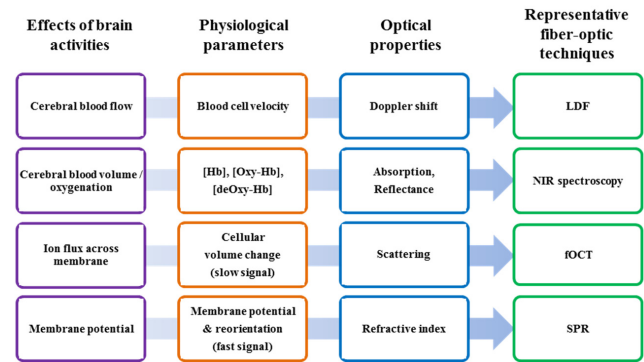 Effects of brain
activities
Physiological
parameters
Optical
properties
Representative
fiber-optic
techniques
Cerebral blood flow
Blood cell velocity
Doppler shift
LDF
Cerebral blood volume /
oxygenation
[Hb], [Oxy-Hb],
[deOxy-Hb]
Absorption,
Reflectance
NIR spectroscopy
Ion flux across
membrane
Cellular
volume change
(slow signal)
Scattering
fOCT
Membrane potential
Membrane potential
& reorientation
(fast signal)
Refractive index
SPR